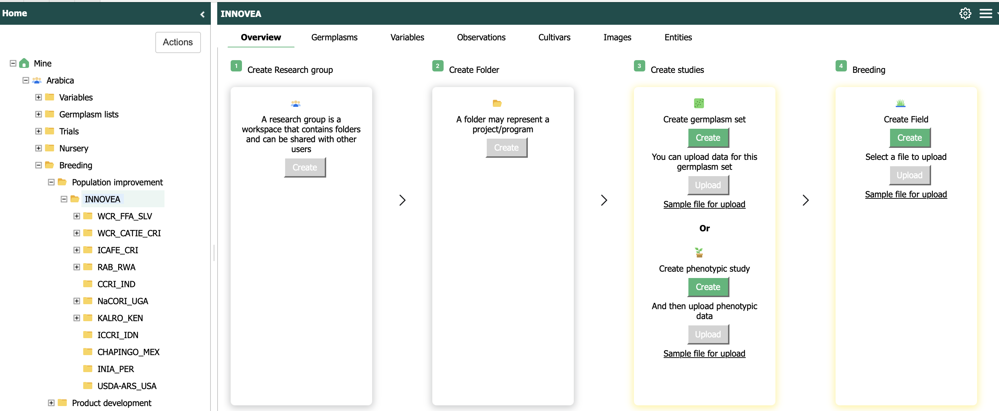 Home
Actions
Mine
Arabica
Variables
Germplasm lists
Trials
Nursery
Breeding
Population improvement
INNOVEA
WCR_FFA_SLV
WCR_CATIE_CRI
ICAFE_CRI
RAB_RWA
CCRI_IND
NaCORI_UGA
KALRO_KEN
ICCRI_IDN
CHAPINGO_MEX
INIA_PER
USDA-ARS_USA
Product development
INNOVEA
Overview Germplasms Variables Observations Cultivars Images Entities
1 Create Research group
A research group is a
workspace that contains folders
and can be shared with other
users
Create
2 Create Folder
A folder may represent a
project/program
Create
3 Create studies
Create germplasm set
Create
You can upload data for this
germplasm set
Upload
Sample file for upload
Or
Create phenotypic study
Create
And then upload phenotypic
data
Upload
Sample file for upload
4 Breeding
Create Field
Create
Select a file to upload
Upload
Sample file for upload